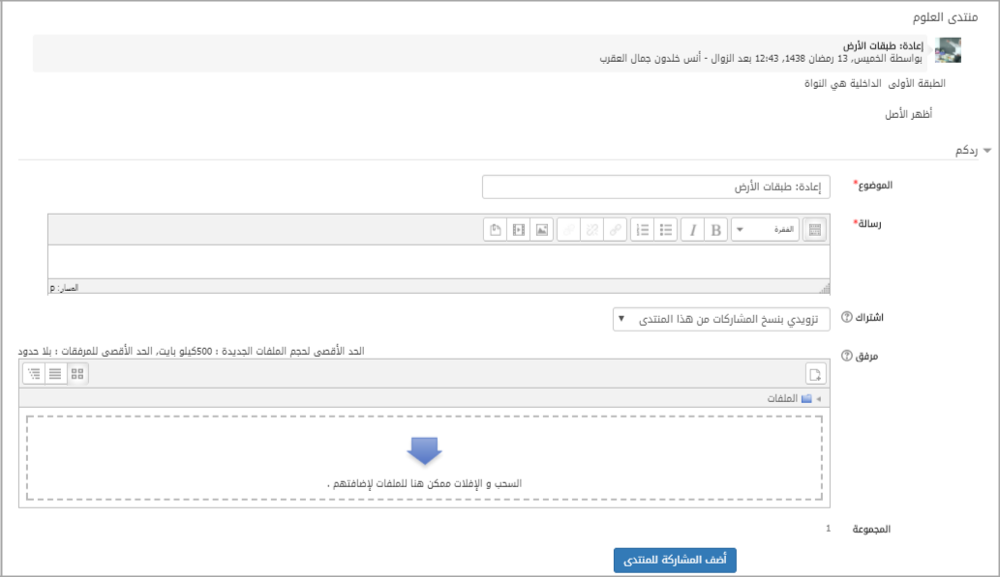 منتدى العلوم
إعادة: طبقات الأرض
بواسطة الخميس, 13 رمضان 1438, 12:43 بعد الزوال - أنس خلدون جمال العقرب
الطبقة الأولى الداخلية هي النواة
أظهر الأصل
ردكم
الموضوع*
إعادة: طبقات الأرض
رسالة*
الفقرة
المسار: p
اشتراك
تزويدي بنسخ المشاركات من هذا المنتدى
مرفق
الحد الأقصى لحجم الملفات الجديدة : 500كيلو بايت, الحد الأقصى للمرفقات : بلا حدود
الملفات
السحب و الإفلات ممكن هنا للملفات لإضافتهم .
المجموعة 1
أضف المشاركة للمنتدى